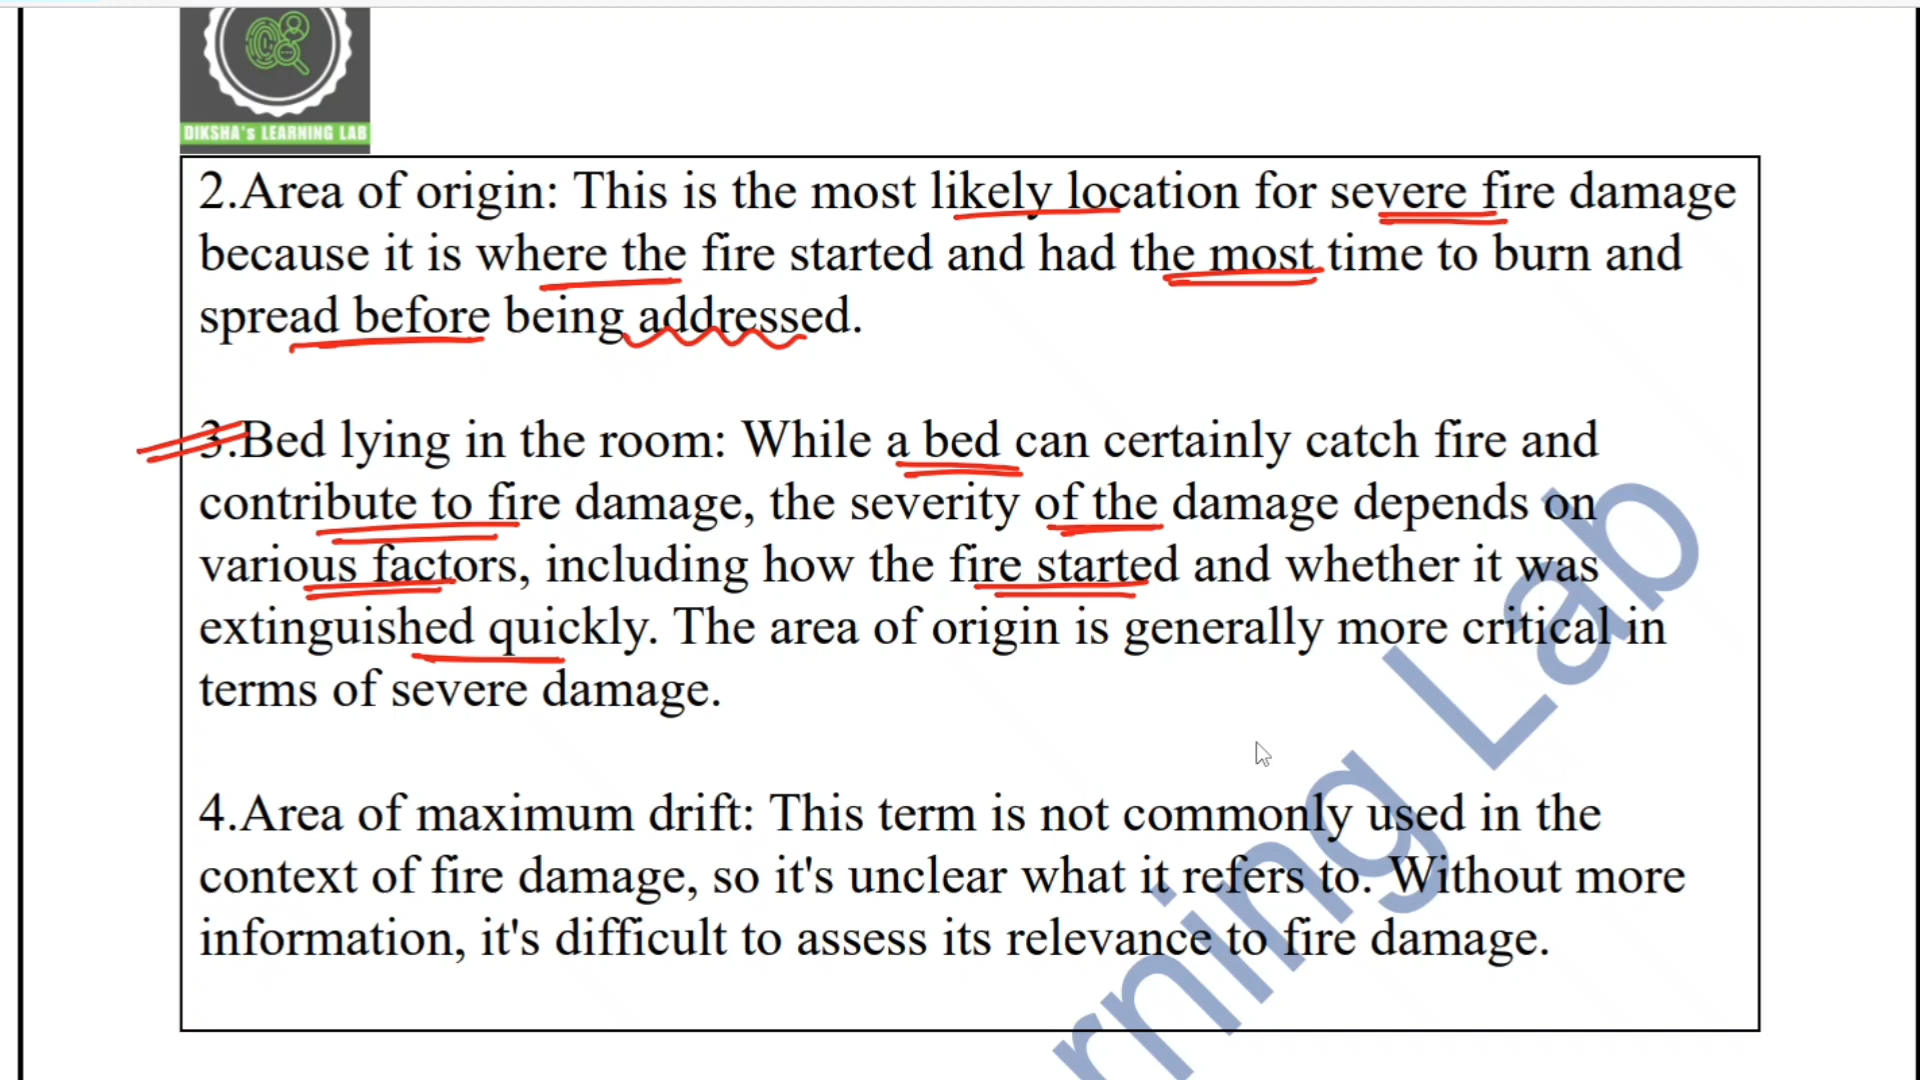 DIKSHA's LEARNING LAB
2.Area of origin: This is the most likely location for severe fire damage
because it is where the fire started and had the most time to burn and
spread before being addressed.
3.Bed lying in the room: While a bed can certainly catch fire and
contribute to fire damage, the severity of the damage depends on
various factors, including how the fire started and whether it was
extinguished quickly. The area of origin is generally more critical in
terms of severe damage.
4.Area of maximum drift: This term is not commonly used in the
context of fire damage, so it's unclear what it refers to. Without more
information, it's difficult to assess its relevance to fire damage.
rning Lab